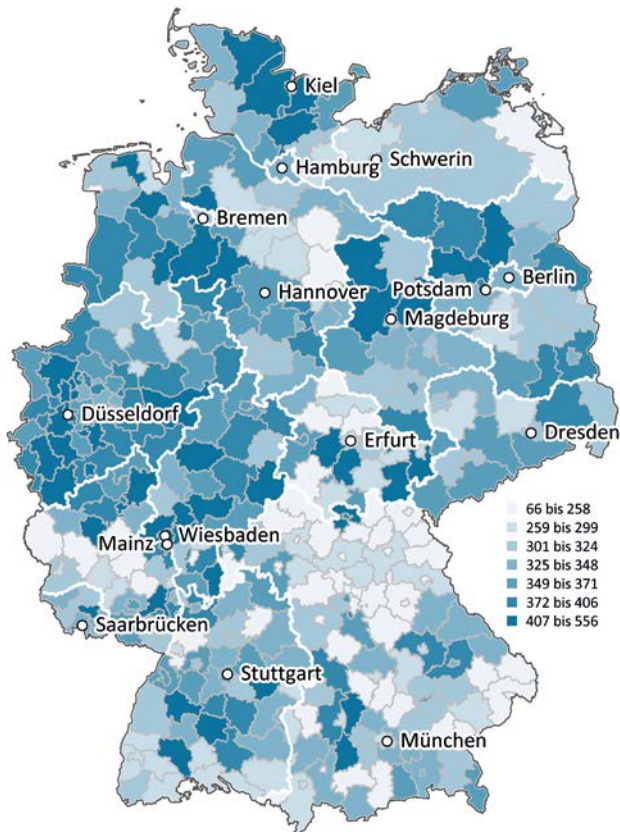 Kiel
Schwerin
Hamburg
Bremen
Berlin
Hannover
Potsdam
Magdeburg
Düsseldorf
Erfurt
Dresden
66 bis 258
259 bis 299
301 bis 324
325 bis 348
349 bis 371
372 bis 406
407 bis 556
Wiesbaden
Mainz
Saarbrücken
Stuttgart
München